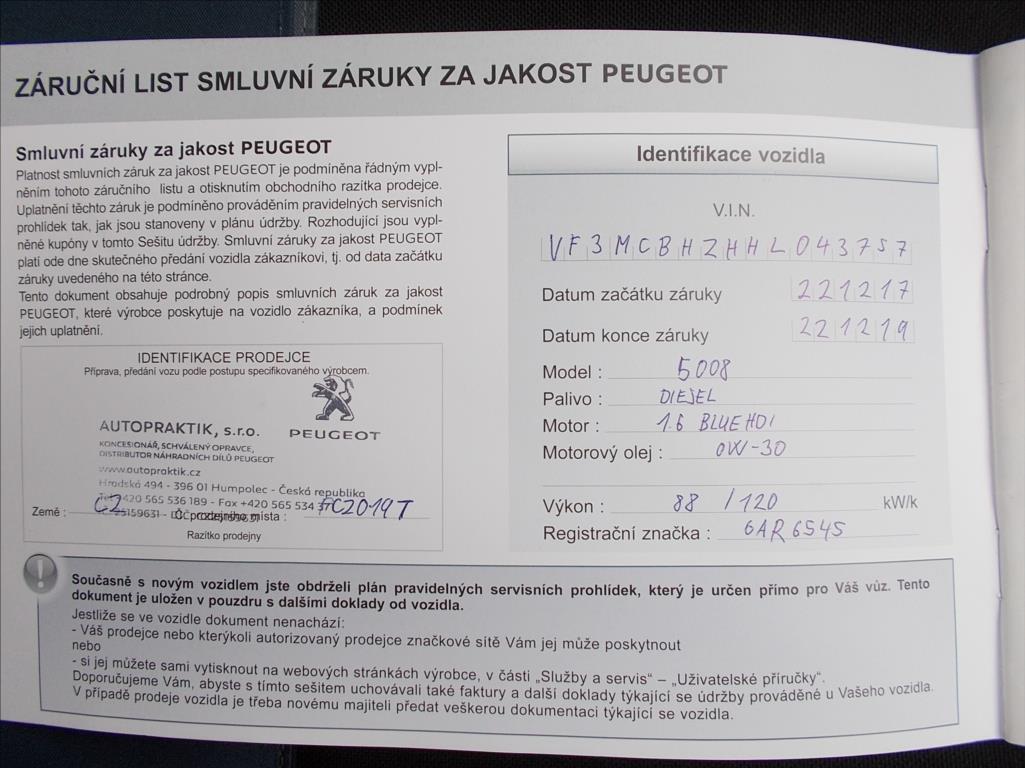 ZÁRUČNÍ LIST SMLUVNÍ ZÁRUKY ZA JAKOST PEUGEOT
Smluvní záruky za jakost PEUGEOT
Platnost smluvních záruk za jakost PEUGEOT je podmíněna řádným vypl-
něním tohoto záručního listu a otisknutím obchodního razítka prodejce.
Uplatnění těchto záruk je podmíněno prováděním pravidelných servisních
prohlídek tak, jak jsou stanoveny v plánu údržby. Rozhodující jsou vypl-
něné kupóny v tomto Sešitu údržby. Smluvní záruky za jakost PEUGEOT
platí ode dne skutečného předání vozidla zákazníkovi, tj. od data začátku
záruky uvedeného na této stránce.
Tento dokument obsahuje podrobný popis smluvních záruk za jakost
PEUGEOT, které výrobce poskytuje na vozidlo zákazníka, a podmínek
jejich uplatnění.
IDENTIFIKACE PRODEJCE
Příprava, předání vozu podle postupu specifikovaného výrobcem.
AUTOPRAKTIK, s.r.o.
PEUGEOT
KONCESIONÁŘ, SCHVÁLENÝ OPRAVCE,
DISTRIBUTOR NÁHRADNÍCH DÍLŮ PEUGEOT
www.autopraktik.cz
Hradská 494 - 396 01 Humpolec - Česká republika
Tel. +420 565 536 189 - Fax +420 565 534
Země : CZ Č. prodejního místa : C2019T
Razítko prodejny
Identifikace vozidla
V.I.N.
VF3MCBHZHHL043757
Datum začátku záruky 221217
Datum konce záruky 221219
Model : 5008
Palivo : DIESEL
Motor : 1.6 BLUEHDI
Motorový olej : 0W-30
Výkon : 88 / 120 kW/k
Registrační značka : 6AR6545
Současně s novým vozidlem jste obdrželi plán pravidelných servisních prohlídek, který je určen přímo pro Váš vůz. Tento
dokument je uložen v pouzdru s dalšími doklady od vozidla.
Jestliže se ve vozidle dokument nenachází:
- Váš prodejce nebo kterýkoli autorizovaný prodejce značkové sítě Vám jej může poskytnout
nebo
- si jej můžete sami vytisknout na webových stránkách výrobce, v části „Služby a servis“ – „Uživatelské příručky“.
Doporučujeme Vám, abyste s tímto sešitem uchovávali také faktury a další doklady týkající se údržby prováděné u Vašeho vozidla.
V případě prodeje vozidla je třeba novému majiteli předat veškerou dokumentaci týkající se vozidla.